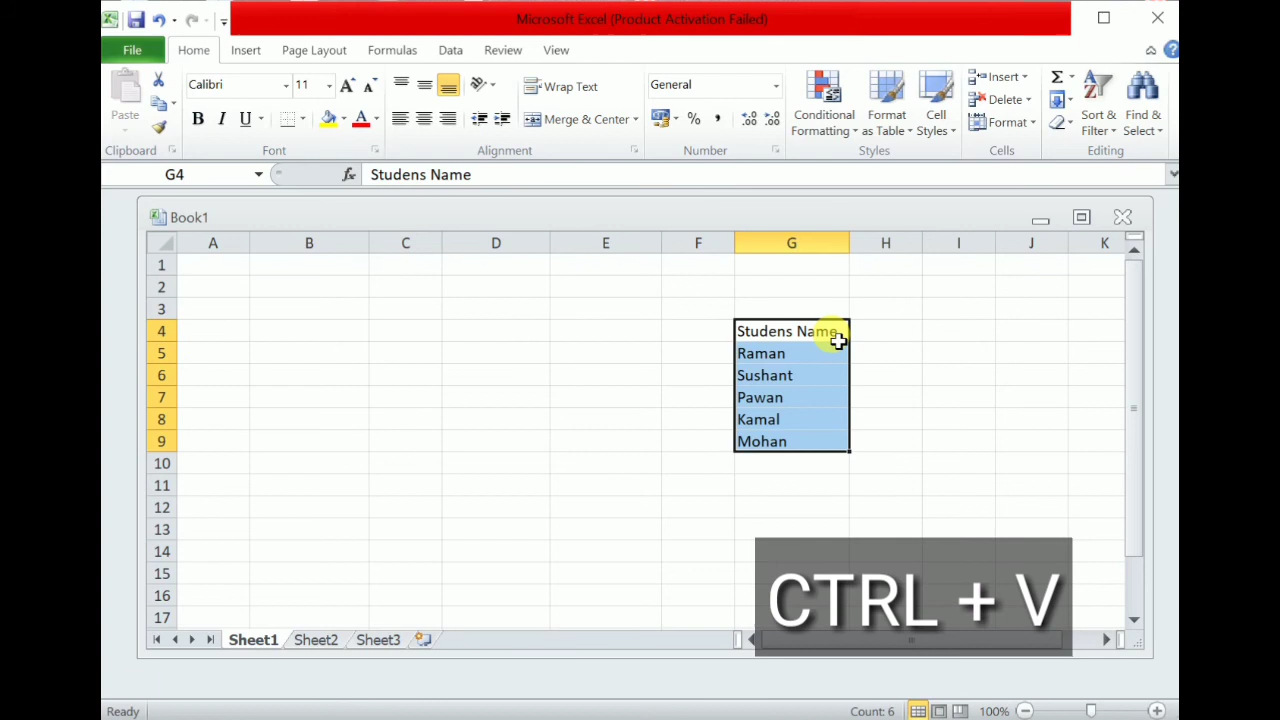 Microsoft Excel (Product Activation Failed)
File Home Insert Page Layout Formulas Data Review View
Paste
Calibri 11
B I U A
Wrap Text
Merge & Center
General
%
Conditional Formatting
Format as Table
Cell Styles
Insert
Delete
Format
Σ
Sort & Filter
Find & Select
Clipboard Font Alignment Number Styles Cells Editing
G4 fx Studens Name
Book1
A B C D E F G H I J K
1
2
3
4 Studens Name
5 Raman
6 Sushant
7 Pawan
8 Kamal
9 Mohan
10
11
12
13
14
15
16
17
CTRL + V
Sheet1 Sheet2 Sheet3
Ready Count: 6 100%